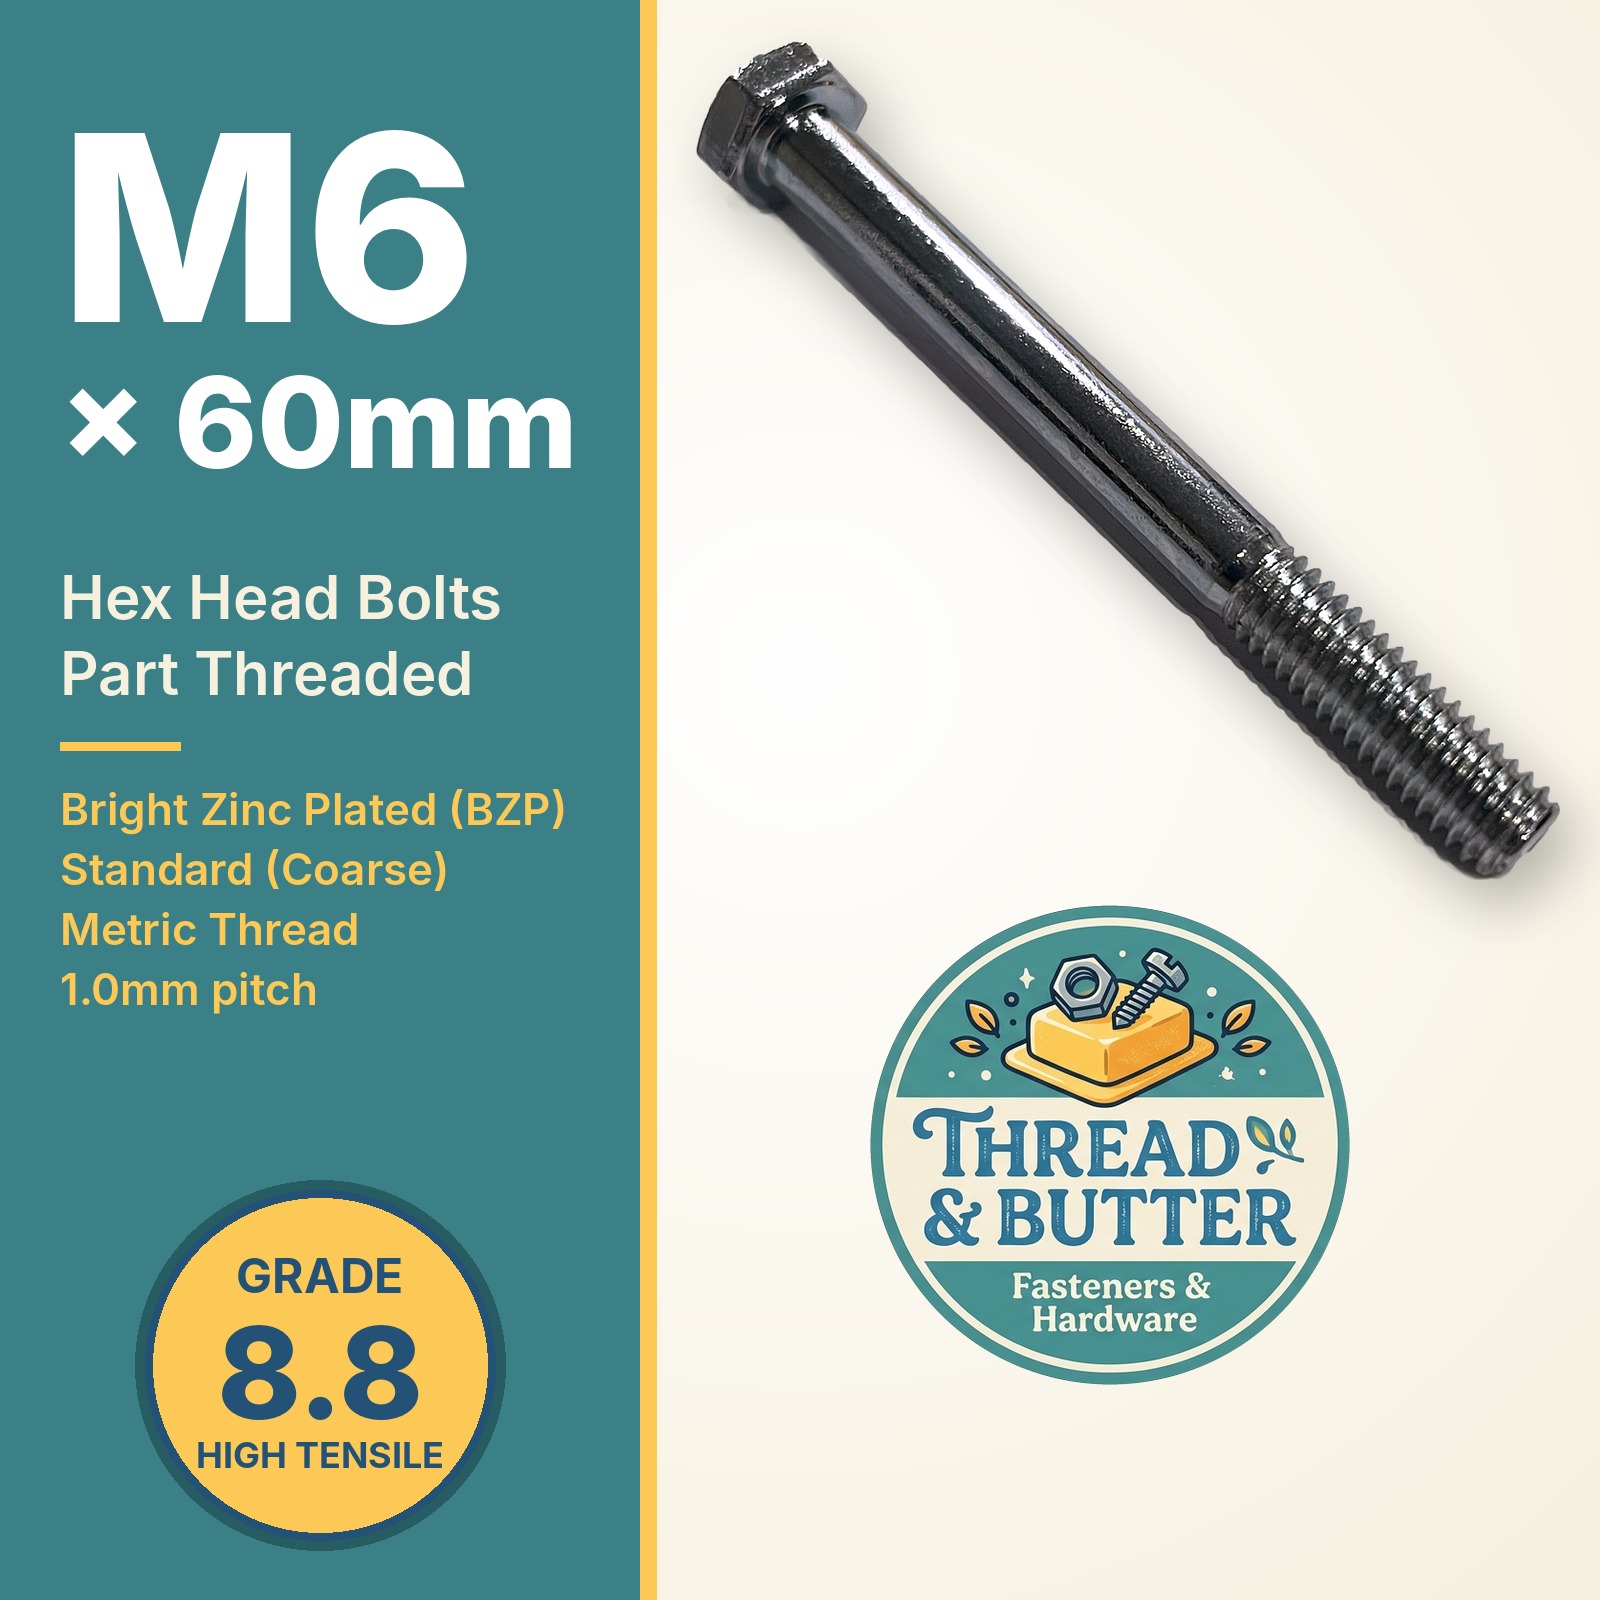 M6
× 60mm
Hex Head Bolts
Part Threaded
Bright Zinc Plated (BZP)
Standard (Coarse)
Metric Thread
1.0mm pitch
GRADE
8.8
HIGH TENSILE
THREAD
& BUTTER
Fasteners &
Hardware